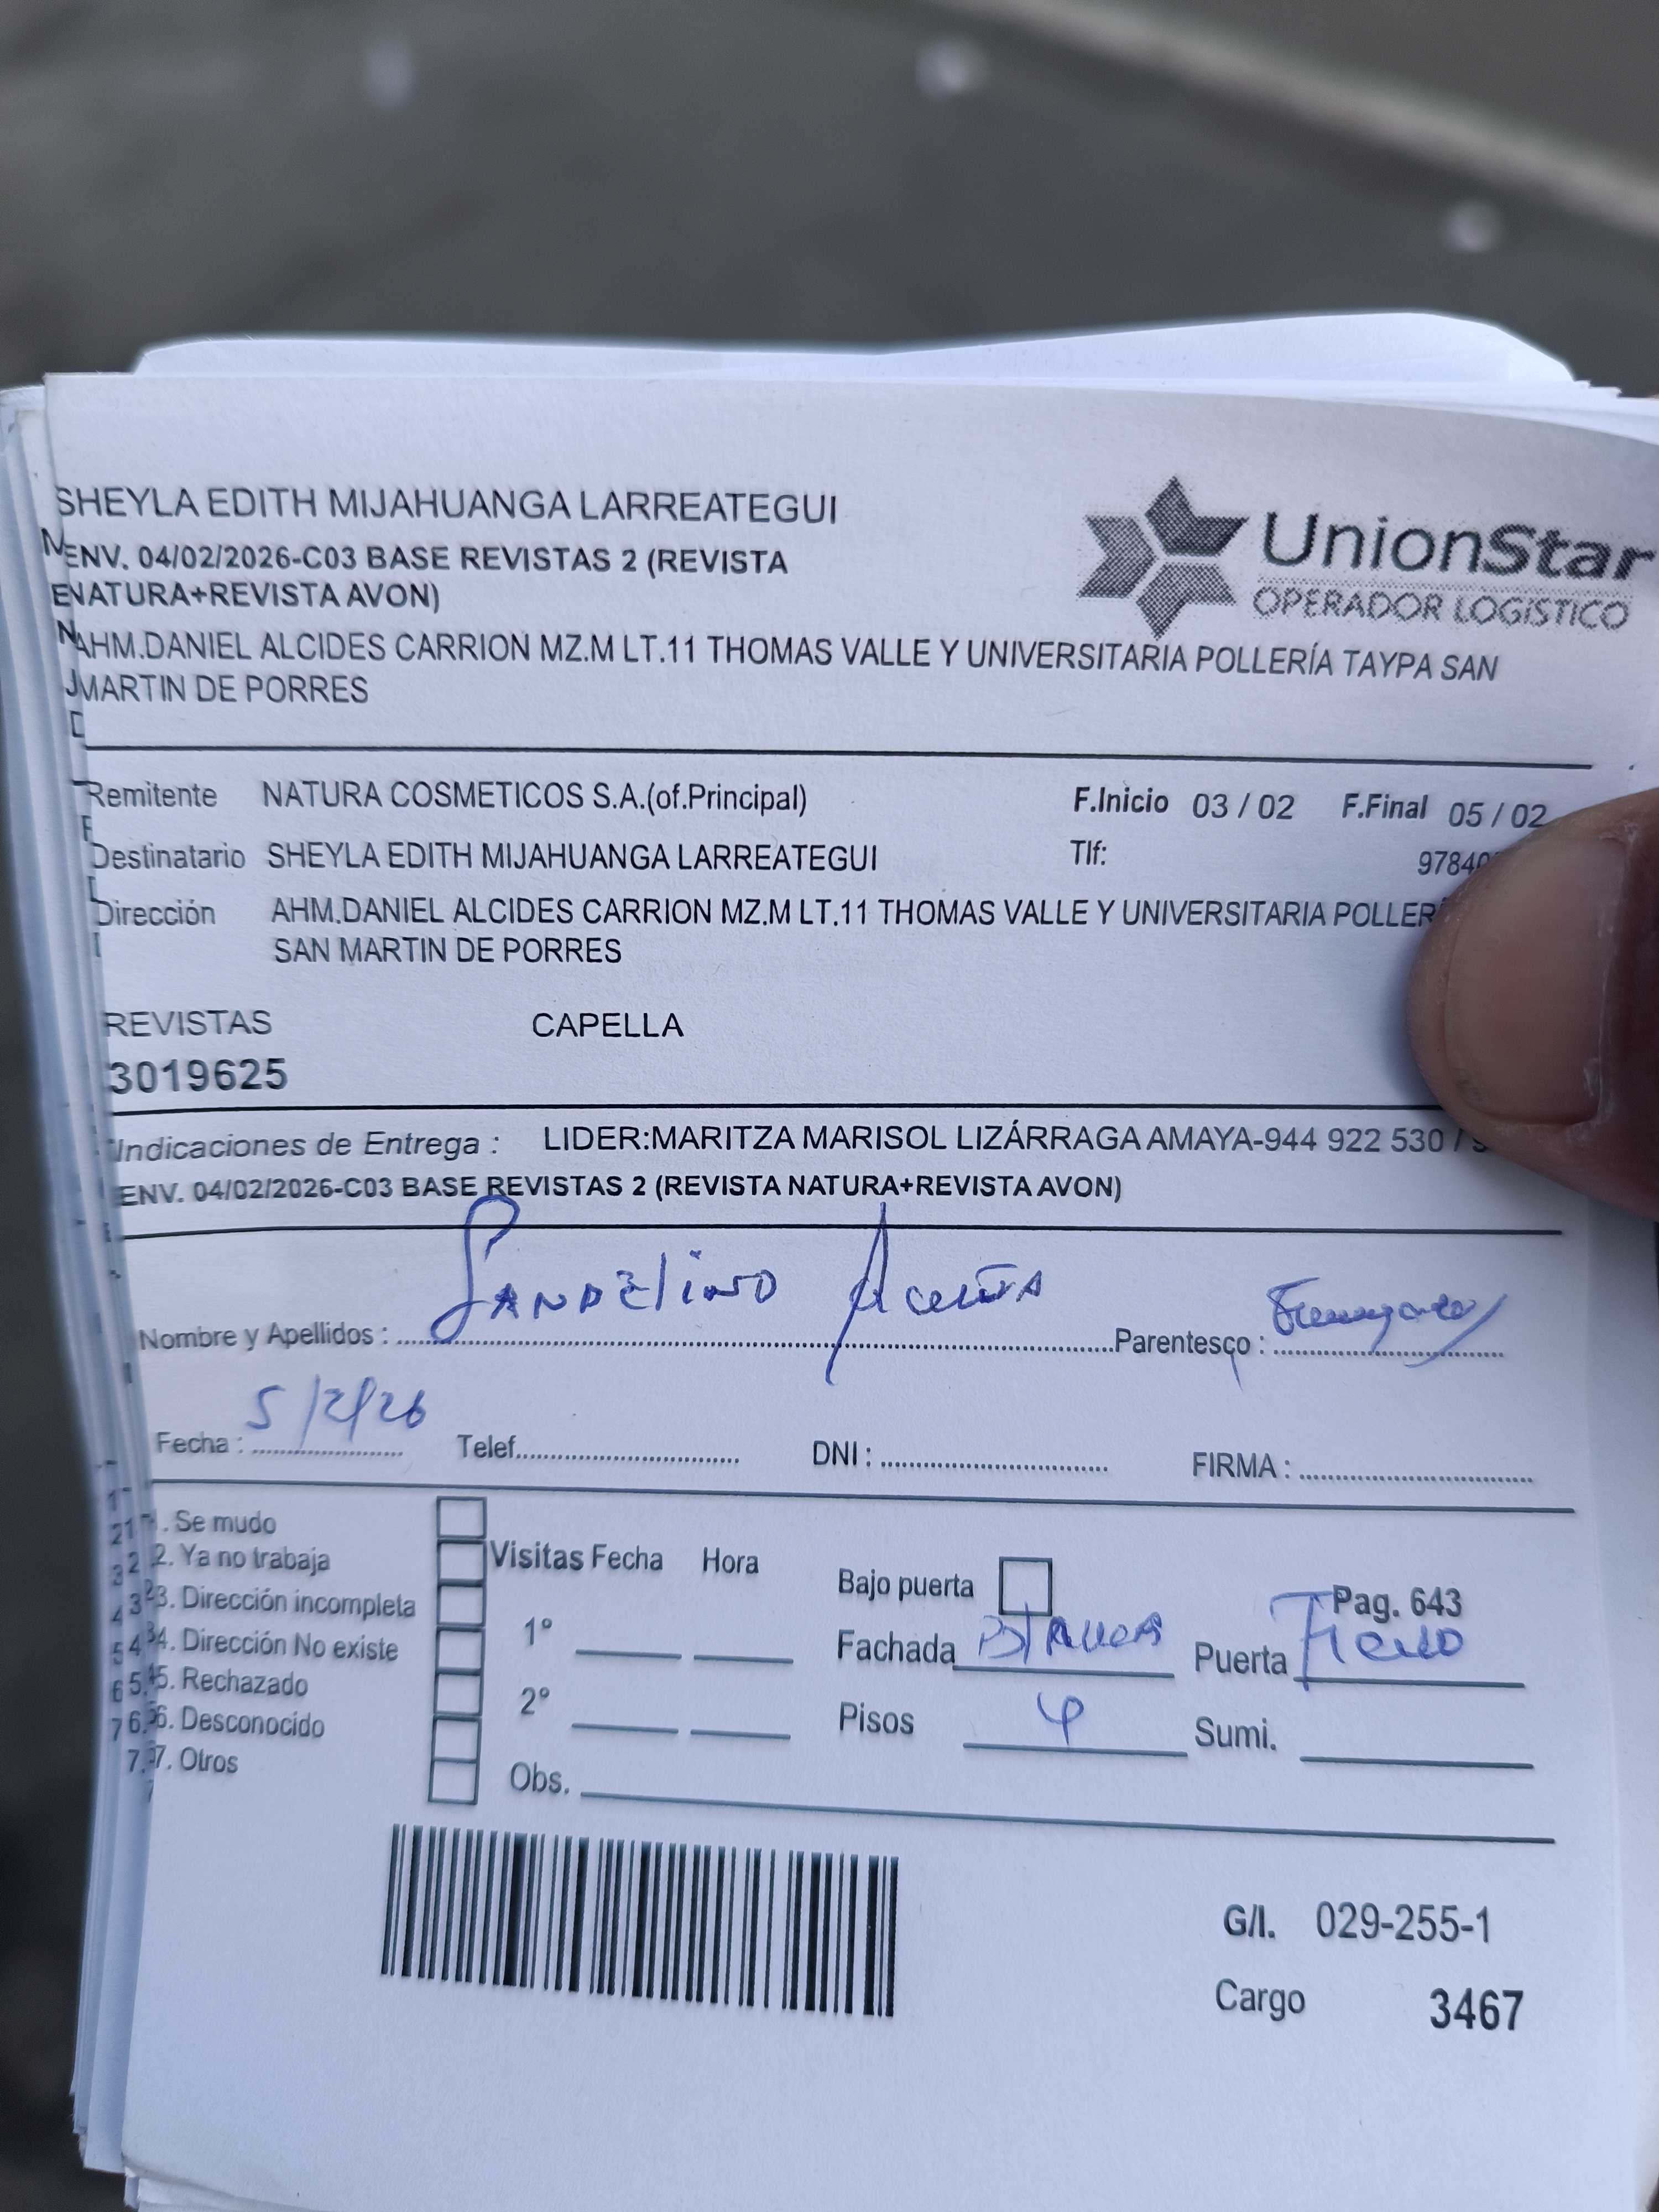 SHEYLA EDITH MIJAHUANGA LARREATEGUI
ENV. 04/02/2026-C03 BASE REVISTAS 2 (REVISTA
NATURA+REVISTA AVON)
AHM.DANIEL ALCIDES CARRION MZ.M LT.11 THOMAS VALLE Y UNIVERSITARIA POLLERÍA TAYPA SAN
MARTIN DE PORRES
UnionStar
OPERADOR LOGÍSTICO
Remitente NATURA COSMETICOS S.A.(of.Principal) F.Inicio 03 / 02 F.Final 05 / 02
Destinatario SHEYLA EDITH MIJAHUANGA LARREATEGUI Tlf: 9784
Dirección AHM.DANIEL ALCIDES CARRION MZ.M LT.11 THOMAS VALLE Y UNIVERSITARIA POLLER
SAN MARTIN DE PORRES
REVISTAS CAPELLA
3019625
Indicaciones de Entrega : LIDER:MARITZA MARISOL LIZÁRRAGA AMAYA-944 922 530 /
ENV. 04/02/2026-C03 BASE REVISTAS 2 (REVISTA NATURA+REVISTA AVON)
Nombre y Apellidos : Acuña Parentesco :
Fecha : 5/2/26 Telef. DNI : FIRMA :
1. Se mudo
2. Ya no trabaja
3. Dirección incompleta
4. Dirección No existe
5. Rechazado
6. Desconocido
7. Otros
Visitas Fecha Hora
1º
2º
Obs.
Bajo puerta Pag. 643
Fachada Puerta Fierro
Pisos 4 Sumi.
G/I. 029-255-1
Cargo 3467